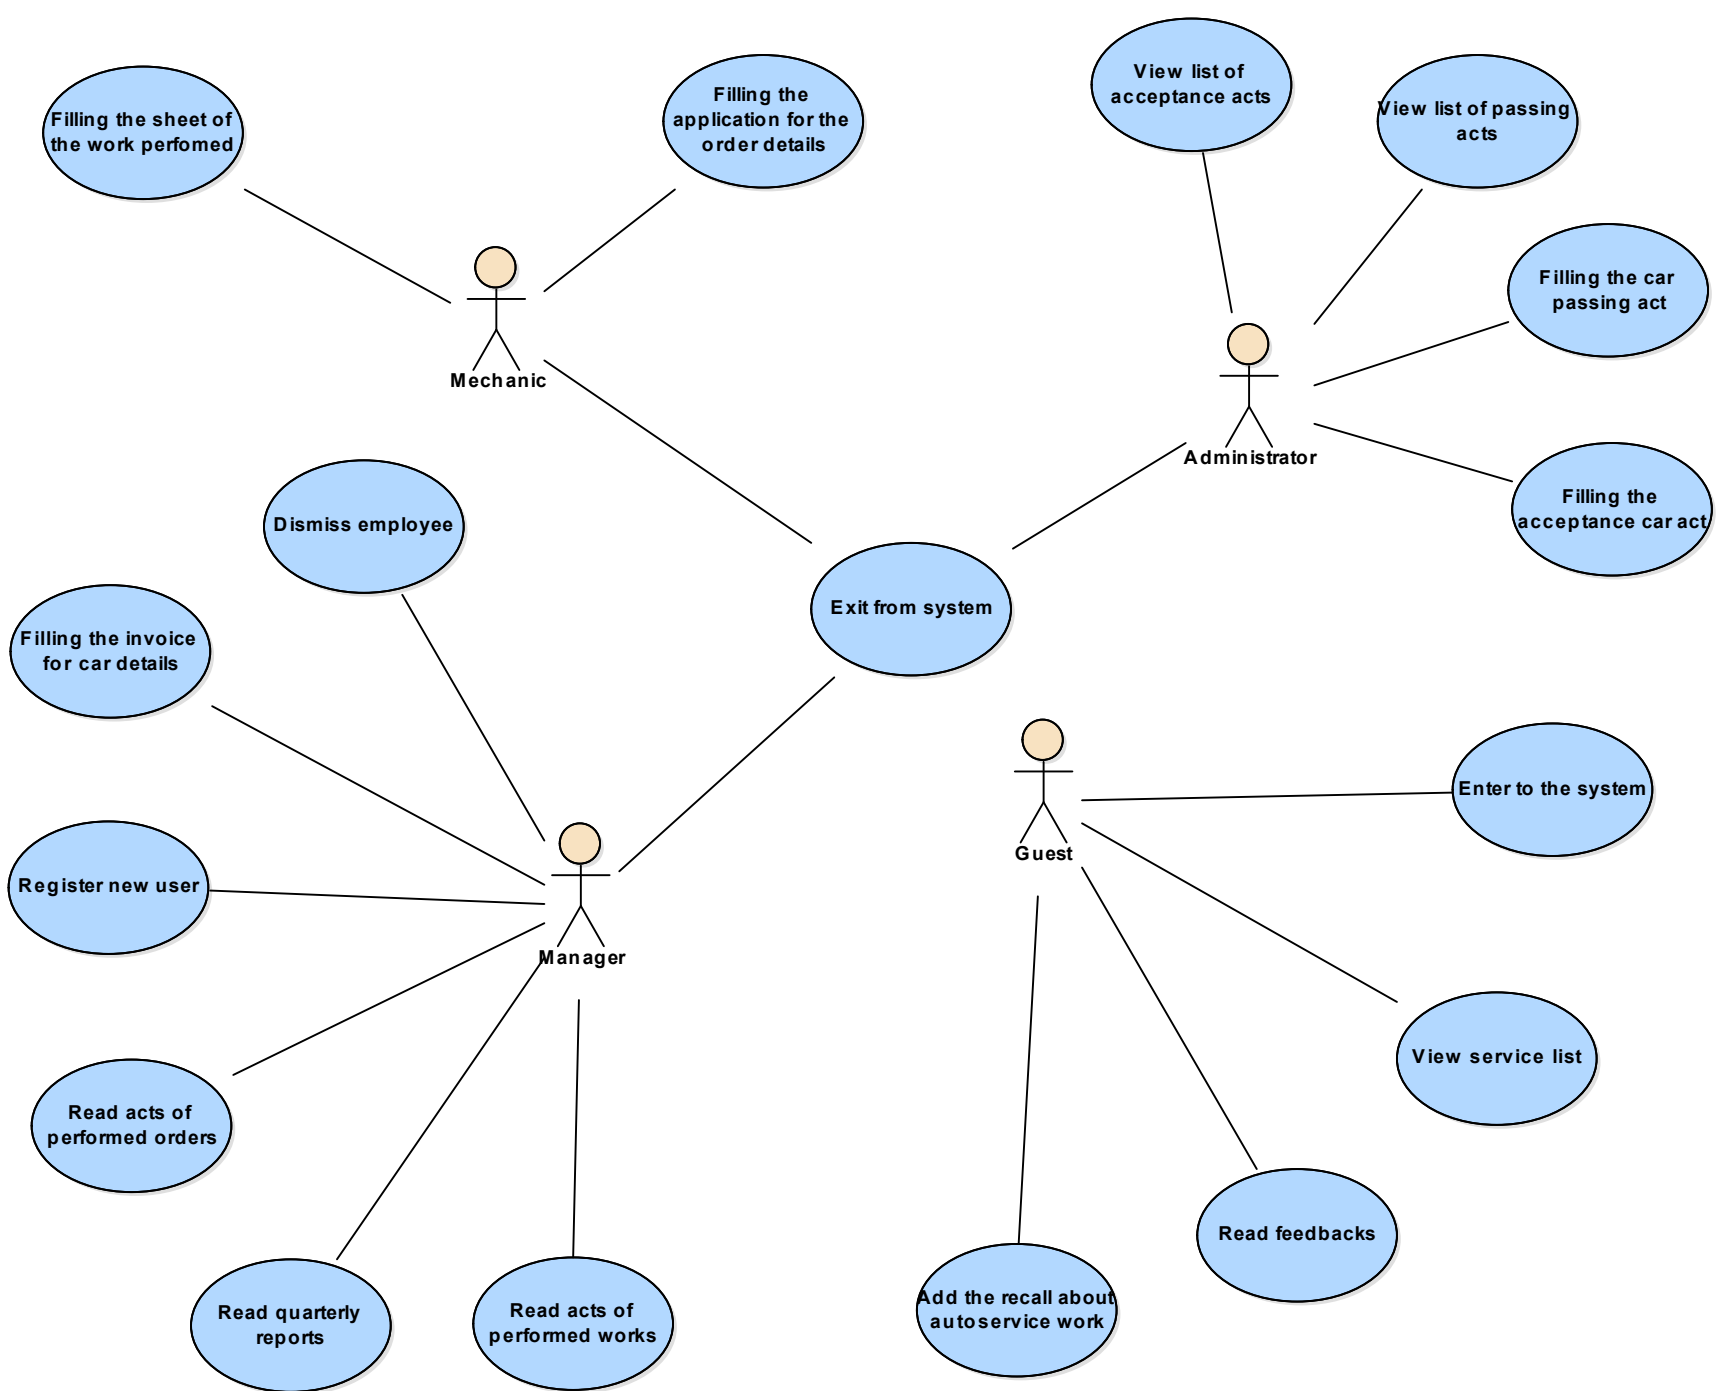 View list of
acceptance acts
Filling the
application for the
order details
View list of passing
acts
Filling the sheet of
the work perfomed
Filling the car
passing act
Mechanic
Administrator
Filling the
acceptance car act
Dismiss employee
Exit from system
Filling the invoice
for car details
Enter to the system
Guest
Register new user
Manager
View service list
Read acts of
performed orders
Read feedbacks
Add the recall about
autoservice work
Read quarterly
reports
Read acts of
performed works